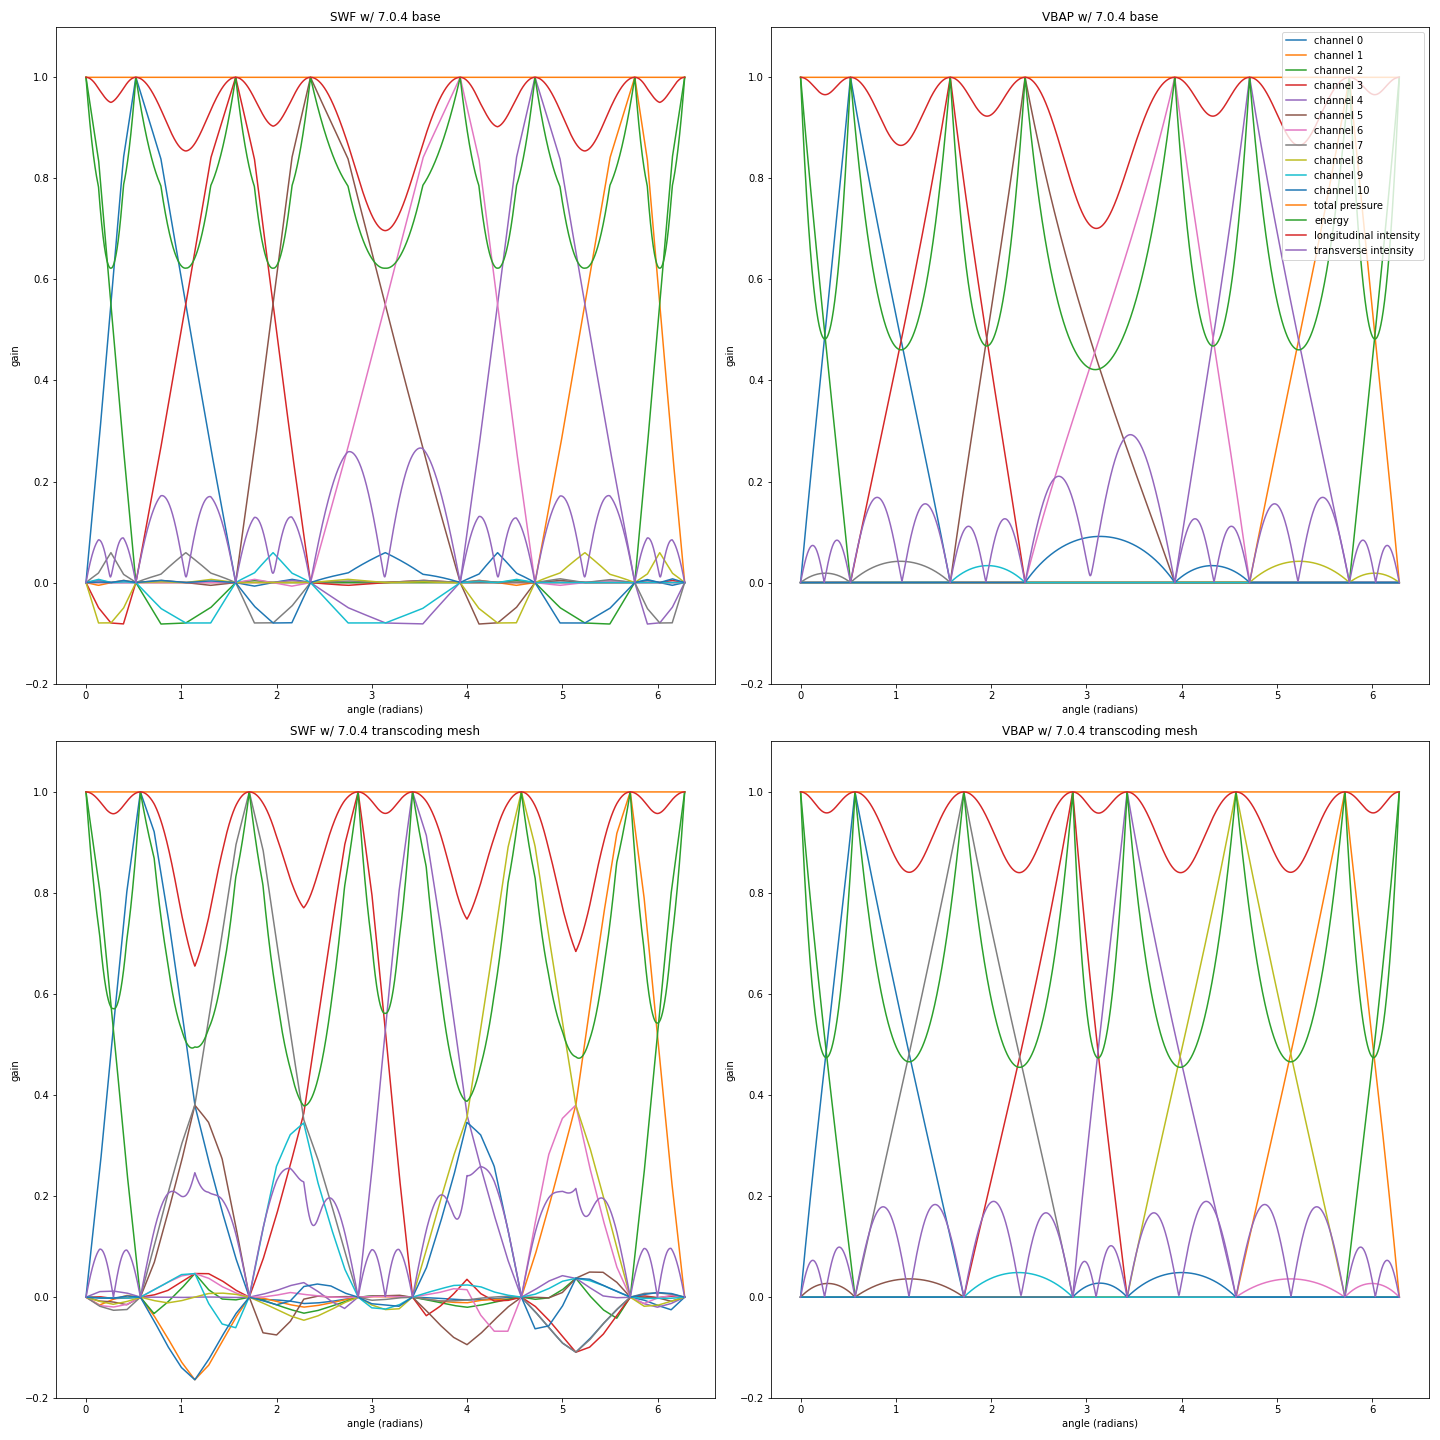 SWF w/ 7.0.4 base
1.0
0.8
0.6
0.4
0.2
0.0
−0.2
gain
0 1 2 3 4 5 6
angle (radians)
VBAP w/ 7.0.4 base
channel 0
channel 1
channel 2
channel 3
channel 4
channel 5
channel 6
channel 7
channel 8
channel 9
channel 10
total pressure
energy
longitudinal intensity
transverse intensity
1.0
0.8
0.6
0.4
0.2
0.0
−0.2
gain
0 1 2 3 4 5 6
angle (radians)
SWF w/ 7.0.4 transcoding mesh
1.0
0.8
0.6
0.4
0.2
0.0
−0.2
gain
0 1 2 3 4 5 6
angle (radians)
VBAP w/ 7.0.4 transcoding mesh
1.0
0.8
0.6
0.4
0.2
0.0
−0.2
gain
0 1 2 3 4 5 6
angle (radians)